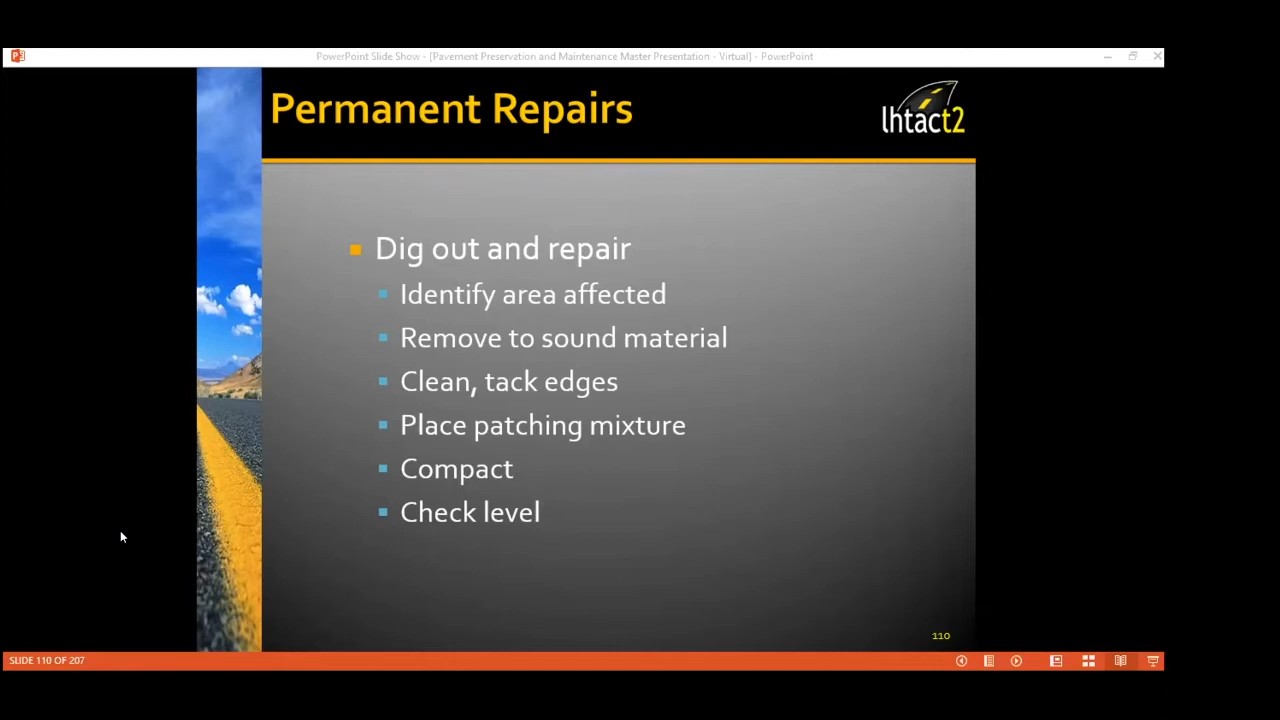 PowerPoint Slide Show - [Pavement Preservation and Maintenance Master Presentation - Virtual] - PowerPoint
Permanent Repairs
lhtact2
Dig out and repair
Identify area affected
Remove to sound material
Clean, tack edges
Place patching mixture
Compact
Check level
110
SLIDE 110 OF 207